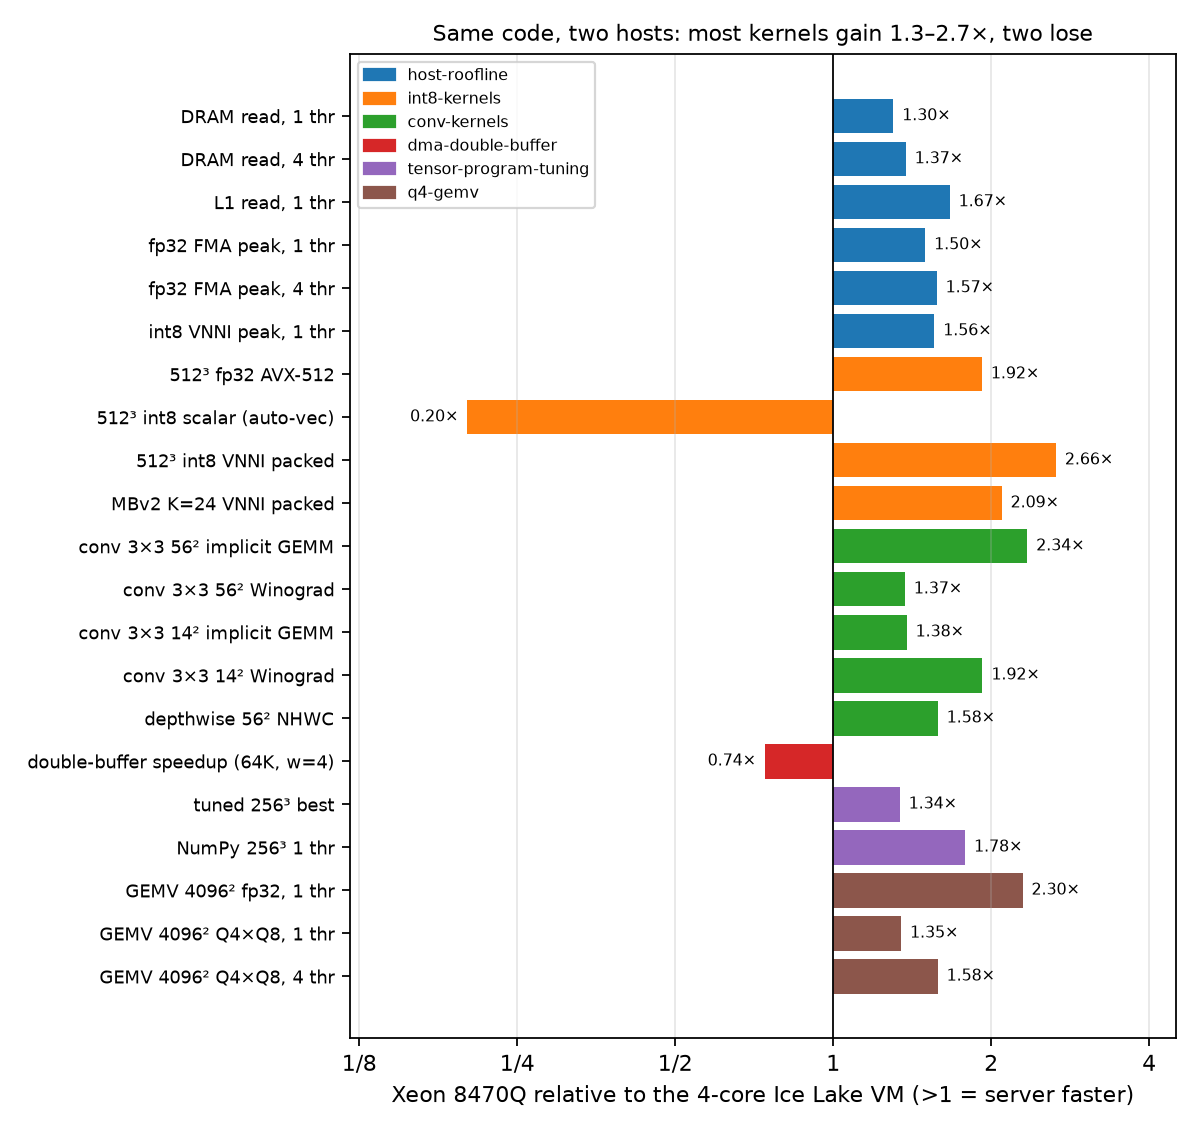 Same code, two hosts: most kernels gain 1.3–2.7×, two lose
host-roofline
int8-kernels
conv-kernels
dma-double-buffer
tensor-program-tuning
q4-gemv
DRAM read, 1 thr 1.30×
DRAM read, 4 thr 1.37×
L1 read, 1 thr 1.67×
fp32 FMA peak, 1 thr 1.50×
fp32 FMA peak, 4 thr 1.57×
int8 VNNI peak, 1 thr 1.56×
512³ fp32 AVX-512 1.92×
512³ int8 scalar (auto-vec) 0.20×
512³ int8 VNNI packed 2.66×
MBv2 K=24 VNNI packed 2.09×
conv 3×3 56² implicit GEMM 2.34×
conv 3×3 56² Winograd 1.37×
conv 3×3 14² implicit GEMM 1.38×
conv 3×3 14² Winograd 1.92×
depthwise 56² NHWC 1.58×
double-buffer speedup (64K, w=4) 0.74×
tuned 256³ best 1.34×
NumPy 256³ 1 thr 1.78×
GEMV 4096² fp32, 1 thr 2.30×
GEMV 4096² Q4×Q8, 1 thr 1.35×
GEMV 4096² Q4×Q8, 4 thr 1.58×
1/8 1/4 1/2 1 2 4
Xeon 8470Q relative to the 4-core Ice Lake VM (>1 = server faster)